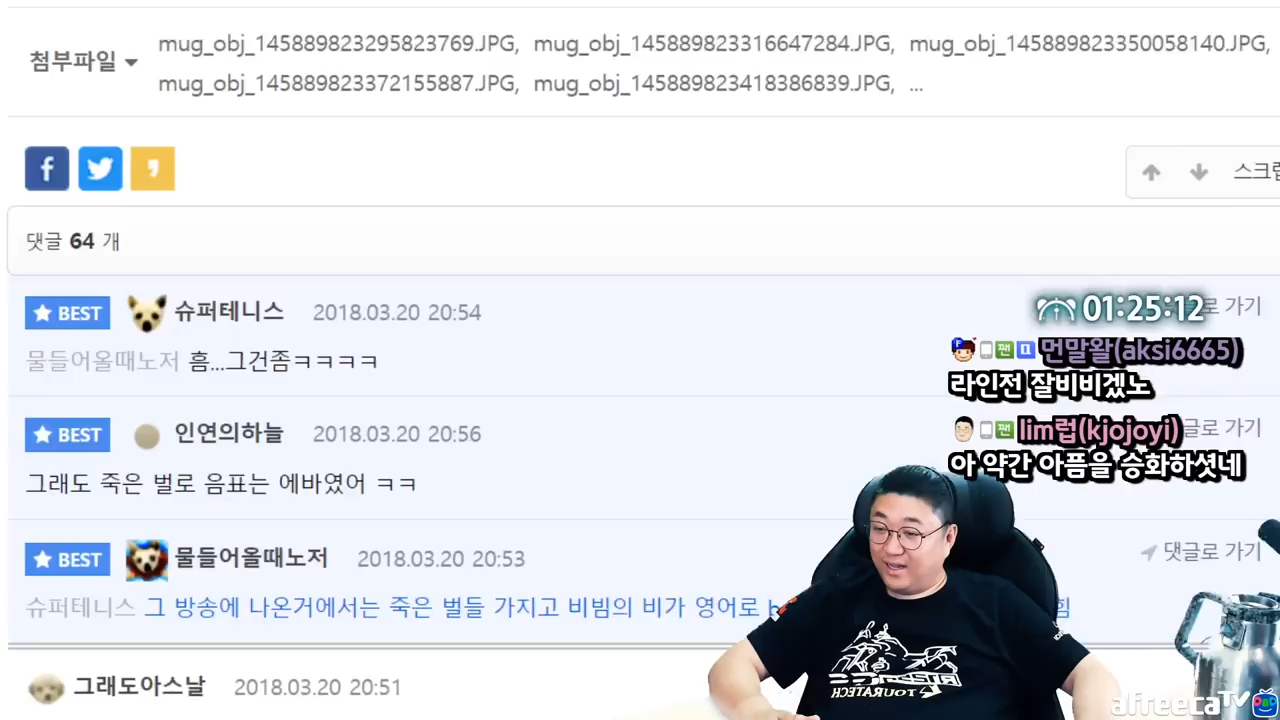 첨부파일
mug_obj_145889823295823769.JPG, mug_obj_145889823316647284.JPG, mug_obj_145889823350058140.JPG,
mug_obj_145889823372155887.JPG, mug_obj_145889823418386839.JPG, ...
스크랩
댓글 64 개
BEST 슈퍼테니스 2018.03.20 20:54
01:25:12
로 가기
물들어올때노저 흠...그건좀ㅋㅋㅋㅋ
먼말왈(aksi6665)
라인전 잘비비겠노
BEST 인연의하늘 2018.03.20 20:56
lim럽(kjojoyi)
글로 가기
그래도 죽은 벌로 음표는 에바였어 ㅋㅋ
아 약간 아픔을 승화하셧네
BEST 물들어올때노저 2018.03.20 20:53
댓글로 가기
슈퍼테니스 그 방송에 나온거에서는 죽은 벌들 가지고 비빔의 비가 영어로 b
힘
그래도아스날 2018.03.20 20:51
TOURATECH
afreecaTV